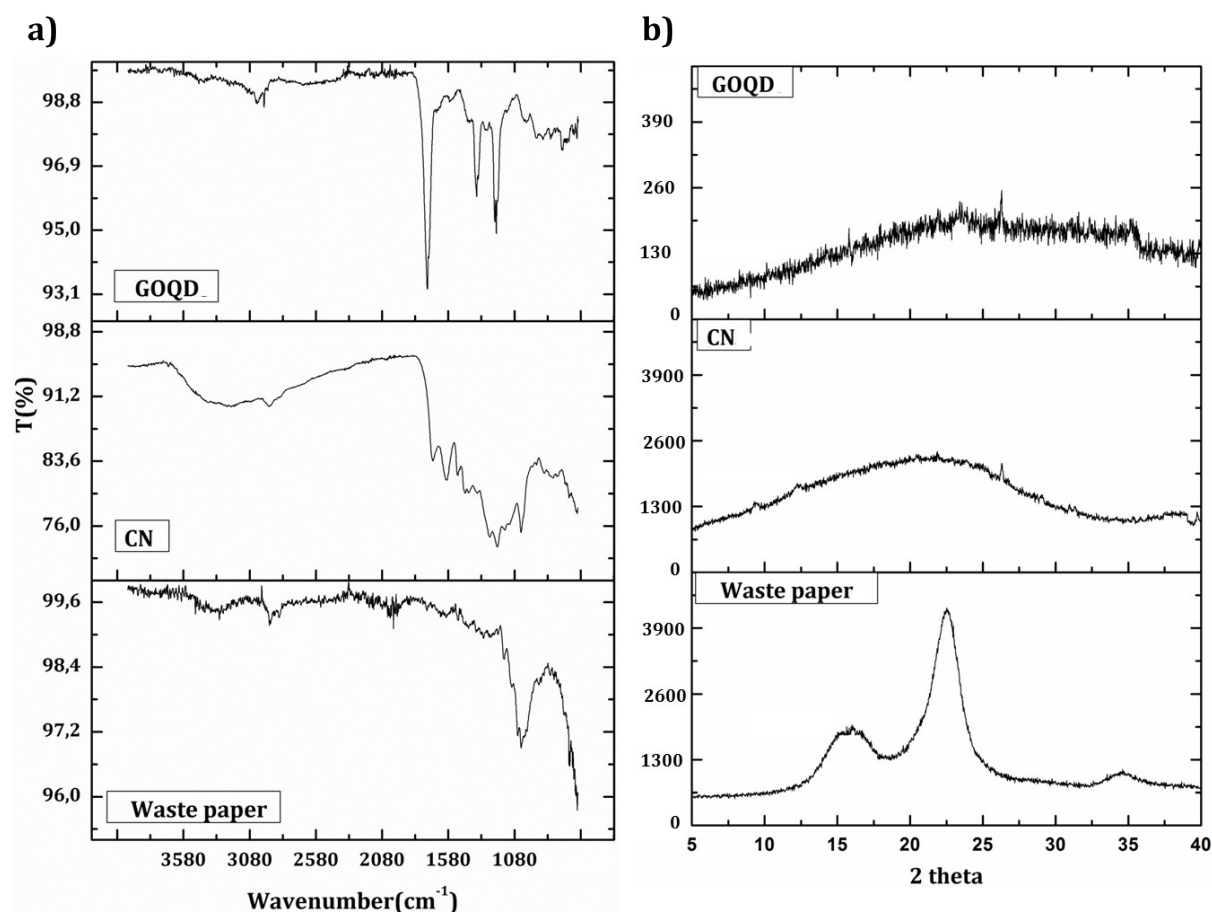 a)
GOQD
98,8
96,9
95,0
93,1
CN
98,8
91,2
83,6
76,0
Waste paper
99,6
98,4
97,2
96,0
T(%)
3580 3080 2580 2080 1580 1080
Wavenumber(cm⁻¹)
b)
GOQD
390
260
130
0
CN
3900
2600
1300
0
Waste paper
3900
2600
1300
0
5 10 15 20 25 30 35 40
2 theta